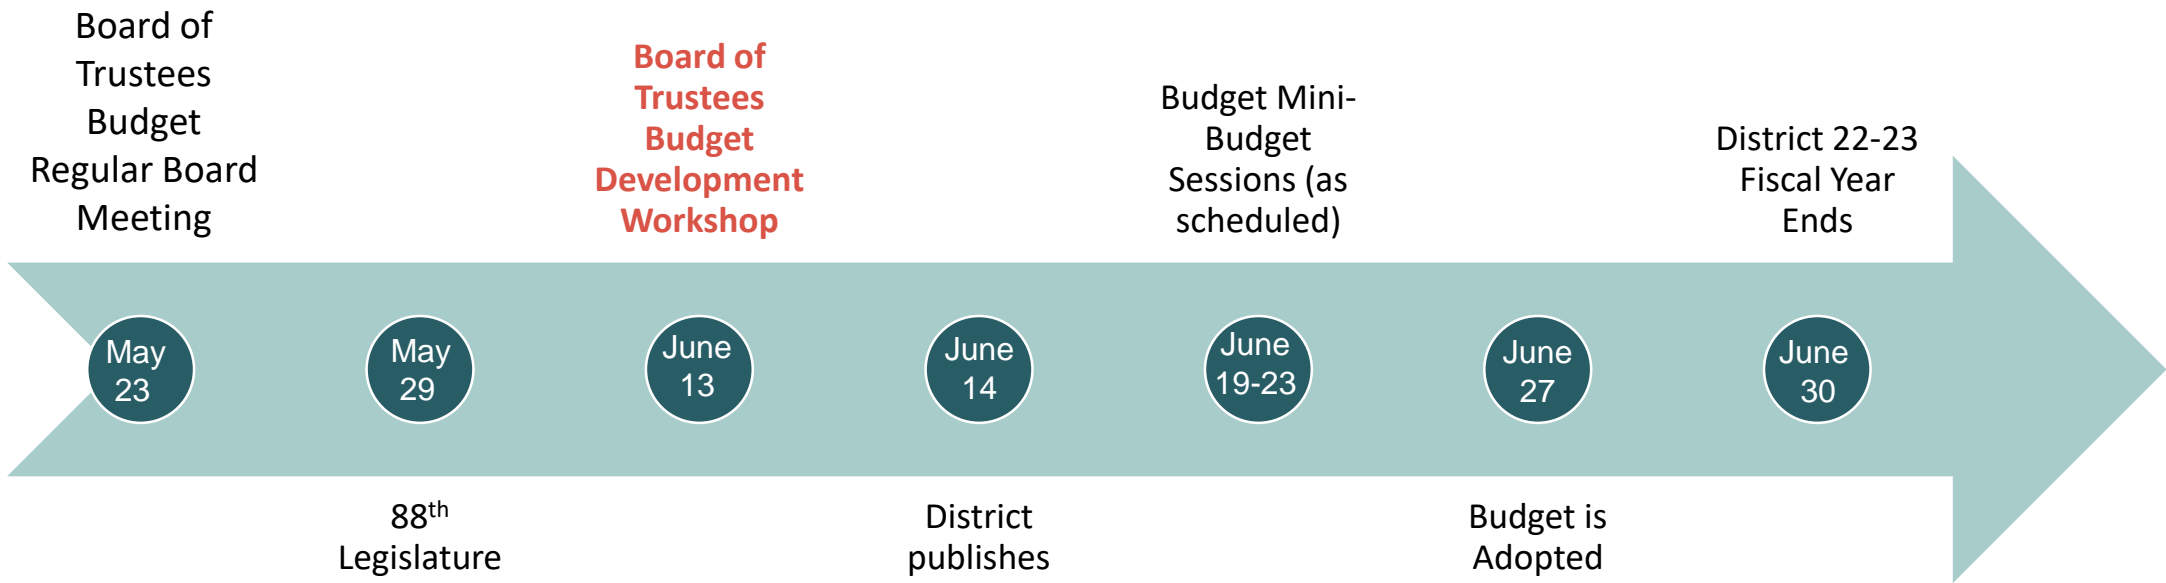 Board of
Trustees
Budget
Regular Board
Meeting
Board of
Trustees
Budget
Development
Workshop
Budget Mini-
Budget
Sessions (as
scheduled)
District 22-23
Fiscal Year
Ends
May
23
May
29
June
13
June
14
June
19-23
June
27
June
30
88th
Legislature
District
publishes
Budget is
Adopted